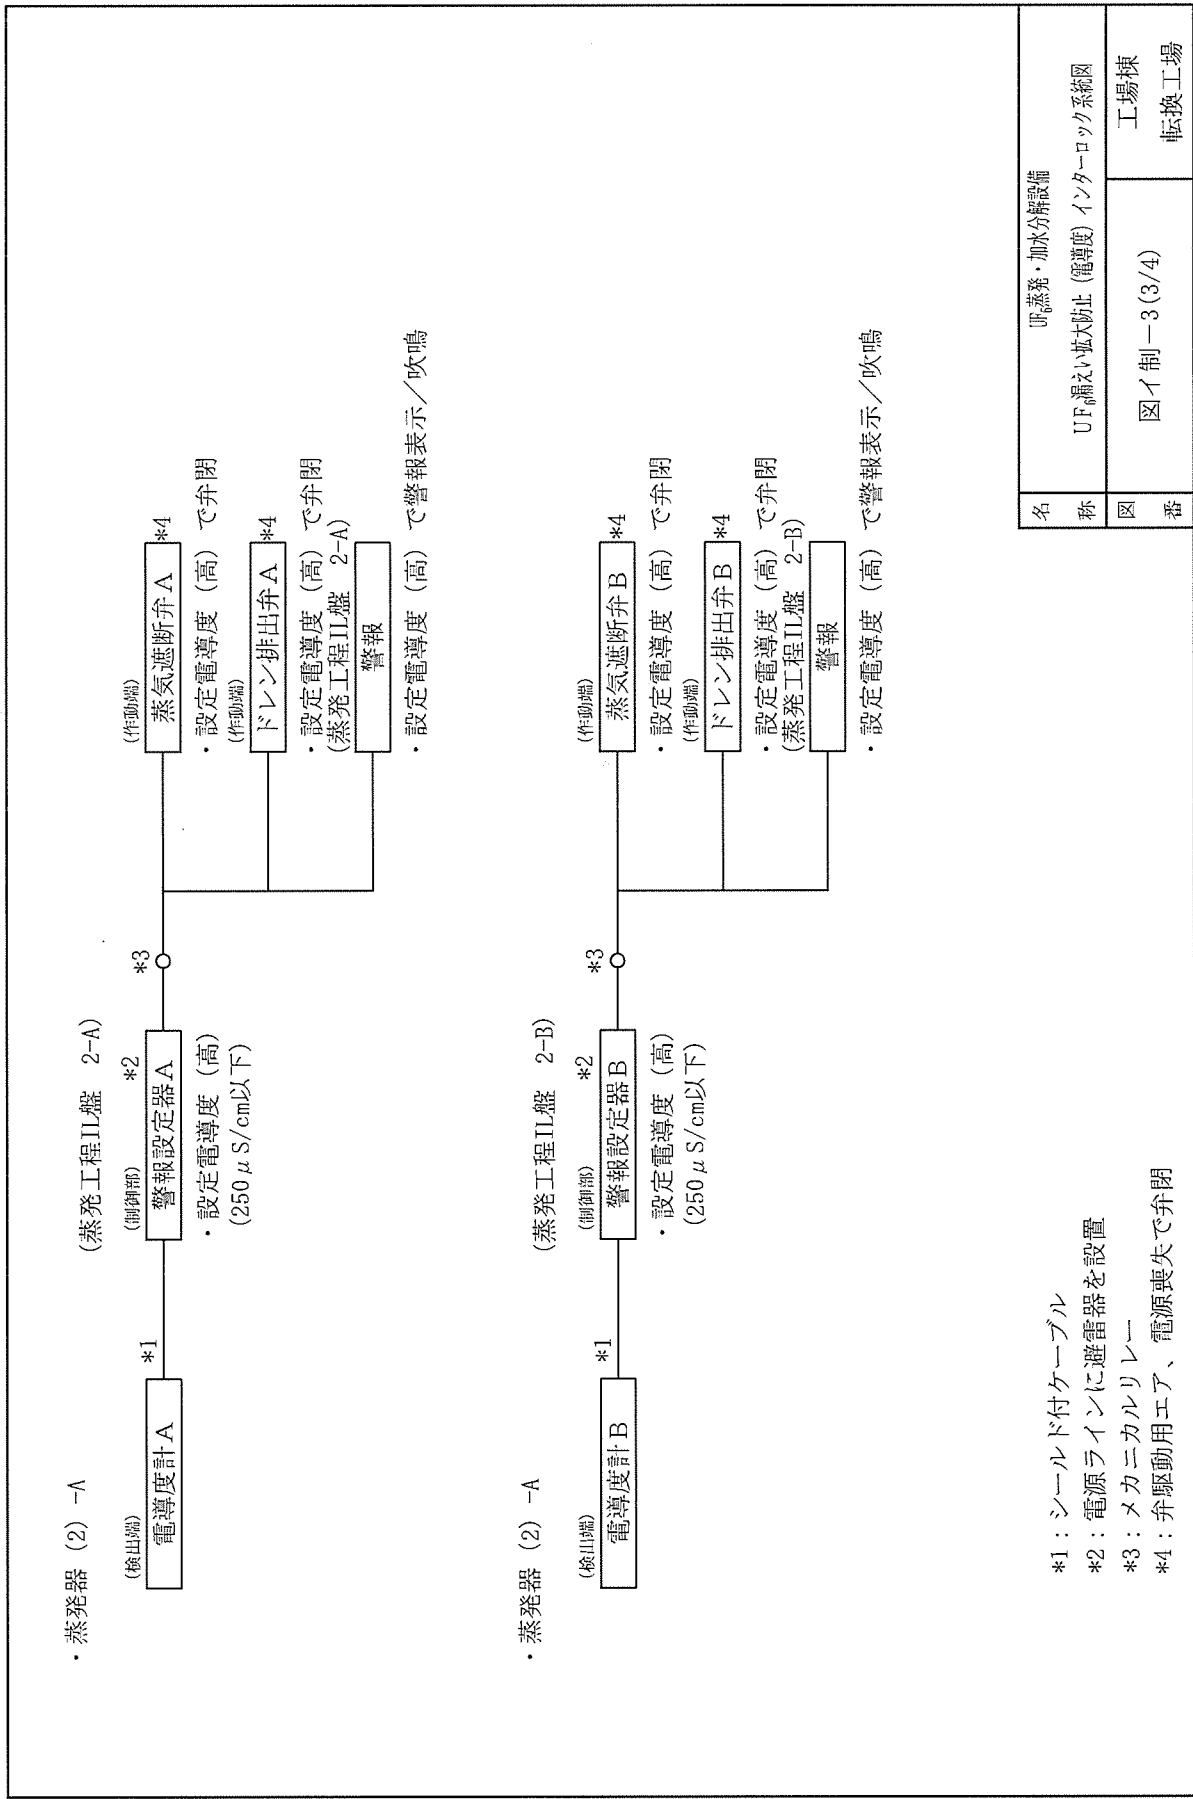 ・蒸発器 (2) -A
(蒸発工程IL盤 2-A)
(検出端)
電導度計A
*1
(制御部)
*2
警報設定器A
・設定電導度 (高)
(250μS/cm以下)
*3
(作動端)
蒸気遮断弁A
*4
・設定電導度 (高) で弁閉
(作動端)
ドレン排出弁A
*4
・設定電導度 (高) で弁閉
(蒸発工程IL盤 2-A)
警報
・設定電導度 (高) で警報表示/吹鳴
・蒸発器 (2) -A
(蒸発工程IL盤 2-B)
(検出端)
電導度計B
*1
(制御部)
*2
警報設定器B
・設定電導度 (高)
(250μS/cm以下)
*3
(作動端)
蒸気遮断弁B
*4
・設定電導度 (高) で弁閉
(作動端)
ドレン排出弁B
*4
・設定電導度 (高) で弁閉
(蒸発工程IL盤 2-B)
警報
・設定電導度 (高) で警報表示/吹鳴
*1：シールド付ケーブル
*2：電源ラインに避雷器を設置
*3：メカニカルリレー
*4：弁駆動用エア、電源喪失で弁閉
名称
UF₆蒸発・加水分解設備
UF₆漏えい拡大防止 (電導度) インターロック系統図
図番
図イ制－3(3/4)
工場棟
転換工場